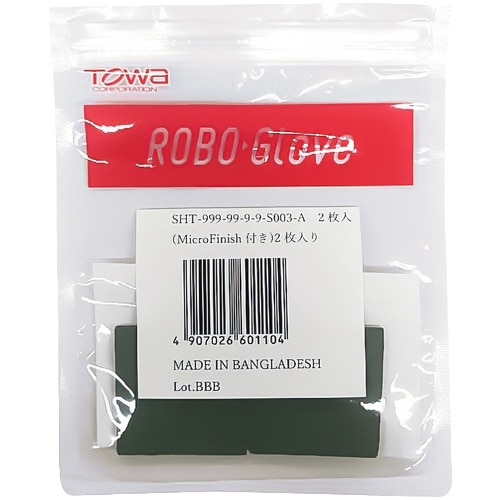 TOWa
CORPORATION
ROBO·Glove
SHT-999-99-9-9-S003-A 2枚入
(MicroFinish 付き)2枚入り
4 907026 601104
MADE IN BANGLADESH
Lot.BBB